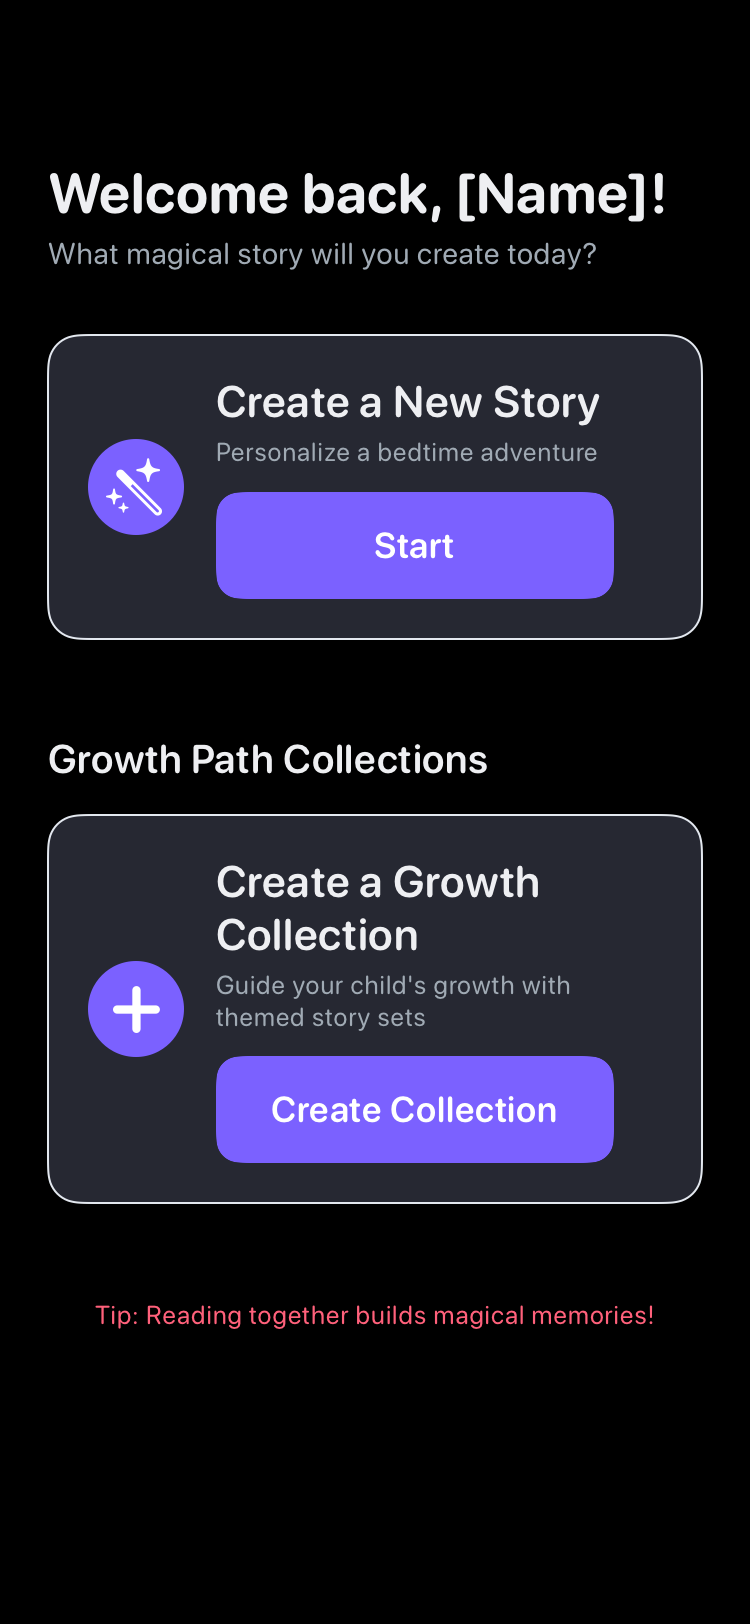 Welcome back, [Name]!
What magical story will you create today?
Create a New Story
Personalize a bedtime adventure
Start
Growth Path Collections
Create a Growth
Collection
Guide your child's growth with
themed story sets
Create Collection
Tip: Reading together builds magical memories!